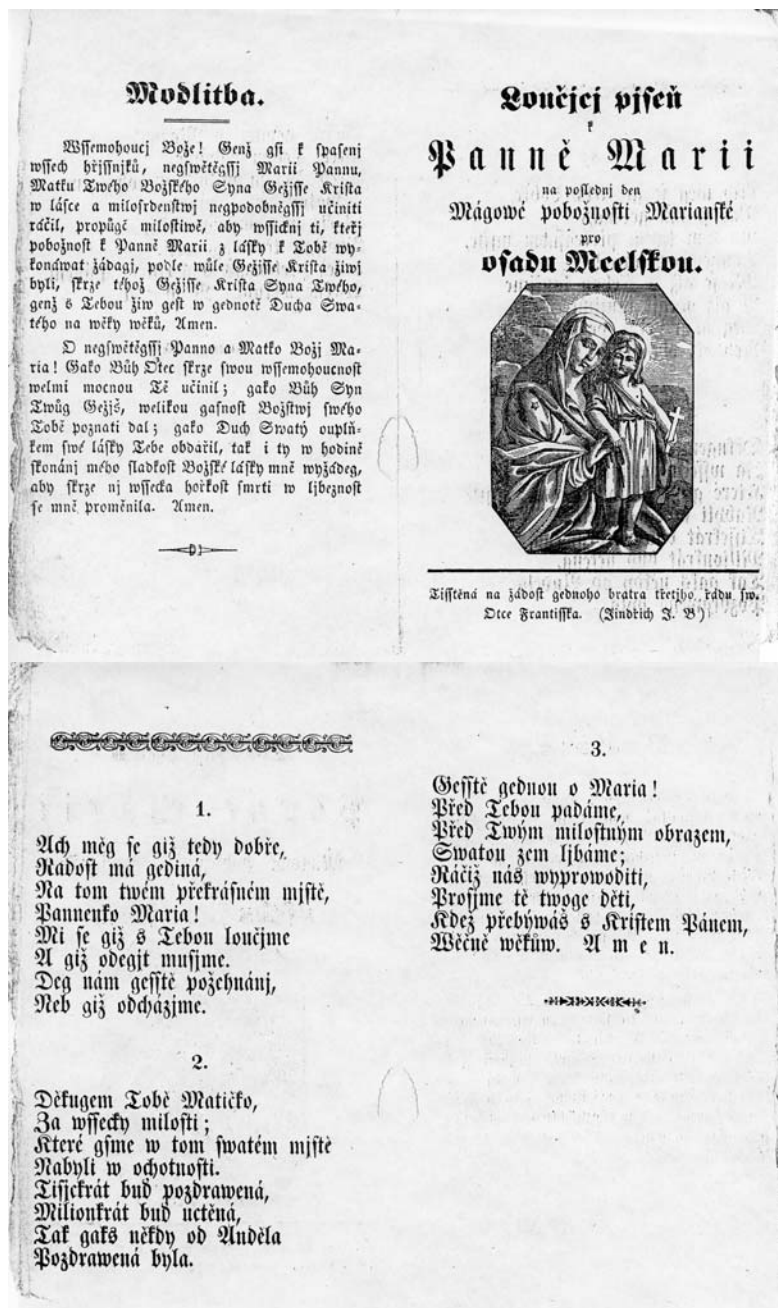 Modlitba.
Wssemohoucj Bože! Genž gsi k spasenj
wssech hřjssnjků, negswětěgssj Marii Pannu,
Matku Twého Božského Syna Gežjsse Krista
w lásce a milosrdenstwj negpodobněgssj učiniti
ráčil, propůgč milostiwě, aby wssickni ti, kteřj
pobožnost k Panně Marii z lásky k Tobě wy-
konáwat žádagj, podle wůle Gežjsse Krista žiwj
byli, skrze téhož Gežjsse Krista Syna Twého,
genž s Tebou žiw gest w gednotě Ducha Swa-
tého na wěky wěků, Amen.
O negswětěgssj Panno a Matko Božj Ma-
ria! Gako Bůh Otec skrze swou wssemohoucnost
welmi mocnou Tě učinil; gako Bůh Syn
Twůg Gežjš, welikou gasnost Božstwj swého
Tobě poznati dal; gako Duch Swatý ouplň-
kem swé lásky Tebe obdařil, tak i ty w hodině
skonánj mého sladkost Božské lásky mně wyžádeg,
aby skrze nj wssecka hořkost smrti w ljbeznost
se mně proměnila. Amen.
Loučjcj pjseň
k
Panně Marii
na poslednj den
Mágowé pobožnosti Marianské
pro
osadu Mcelskou.
Tisstěná na žádost gednoho bratra třetjho řádu sw.
Otce Frantisska. (Jindřich J. B)
1.
Ach měg se giž tedy dobře,
Radost má gediná,
Na tom twém překrásném mjstě,
Pannenko Maria!
Mi se giž s Tebou loučjme
A giž odegjt musjme.
Deg nám gesstě požehnánj,
Neb giž odcházjme.
2.
Děkugem Tobě Matičko,
Za wssecky milosti;
Které gsme w tom swatém mjstě
Nabyli w ochotnosti.
Tisjckrát bud pozdrawená,
Milionkrát bud uctěná,
Tak gaks někdy od Anděla
Pozdrawená byla.
3.
Gesstě gednou o Maria!
Před Tebou padáme,
Před Twým milostným obrazem,
Swatou zem ljbáme;
Ráčiž nás wyprowoditi,
Prosjme tě twoge děti,
Kdež přebýwáš s Kristem Pánem,
Wěčně wěkůw. Amen.